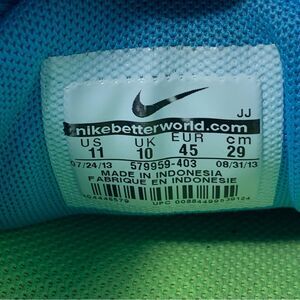 JJ
nikebetterworld.com
US UK EUR cm
11 10 45 29
07/24/13 579959-403 08/31/13
MADE IN INDONESIA
FABRIQUE EN INDONESIE
UPC